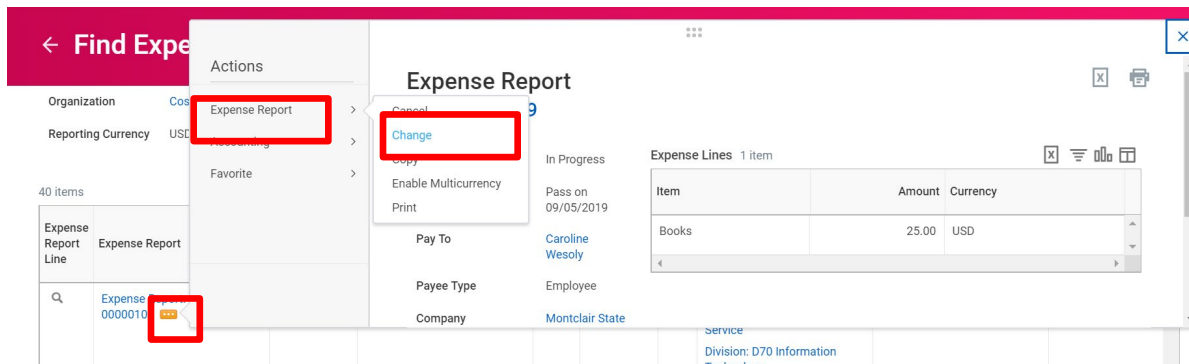 ← Find Expe
Actions
Expense Report
Organization Cos
Expense Report >
9
Cancel
Reporting Currency USD
Accounting >
Change
Copy
In Progress
Expense Lines 1 item
Favorite >
Enable Multicurrency
40 items
Pass on
09/05/2019
Item Amount Currency
Print
Expense
Report
Line
Expense Report
Pay To
Caroline
Wesoly
Books 25.00 USD
Payee Type Employee
Expense Report:
0000010
Company Montclair State
Service
Division: D70 Information